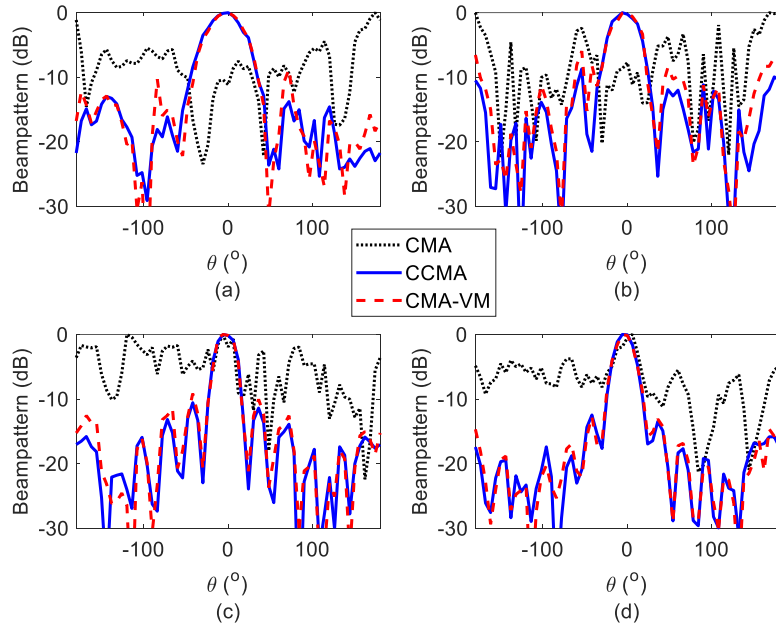 0
-10
-20
-30
Beampattern (dB)
-100 0 100
θ (°)
(a)
0
-10
-20
-30
Beampattern (dB)
-100 0 100
θ (°)
(b)
CMA
CCMA
CMA-VM
0
-10
-20
-30
Beampattern (dB)
-100 0 100
θ (°)
(c)
0
-10
-20
-30
Beampattern (dB)
-100 0 100
θ (°)
(d)